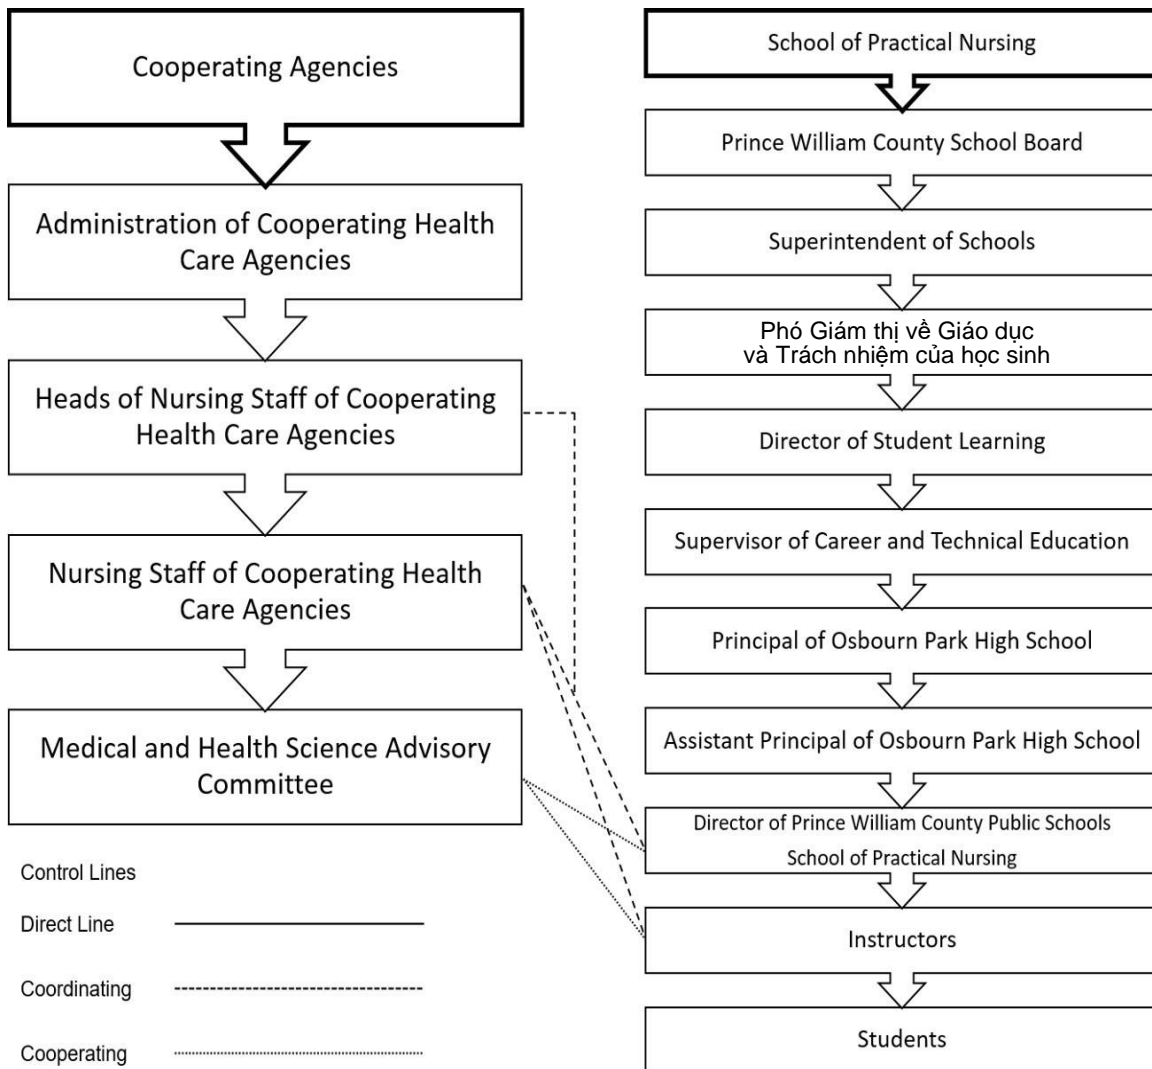 Cooperating Agencies
Administration of Cooperating Health
Care Agencies
Heads of Nursing Staff of Cooperating
Health Care Agencies
Nursing Staff of Cooperating Health
Care Agencies
Medical and Health Science Advisory
Committee
Control Lines
Direct Line
Coordinating
Cooperating
School of Practical Nursing
Prince William County School Board
Superintendent of Schools
Phó Giám thị về Giáo dục
và Trách nhiệm của học sinh
Director of Student Learning
Supervisor of Career and Technical Education
Principal of Osbourn Park High School
Assistant Principal of Osbourn Park High School
Director of Prince William County Public Schools
School of Practical Nursing
Instructors
Students